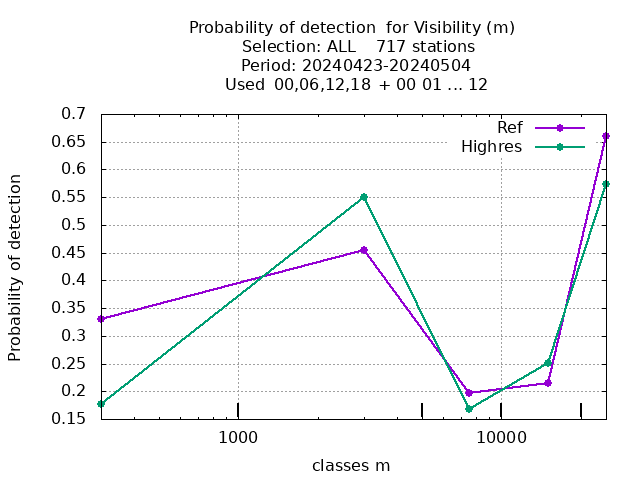 Probability of detection  for Visibility (m)
Selection: ALL    717 stations
Period: 20240423-20240504
Used  00,06,12,18 + 00 01 ... 12
Ref
Highres
Probability of detection
0.7
0.65
0.6
0.55
0.5
0.45
0.4
0.35
0.3
0.25
0.2
0.15
1000
10000
classes m